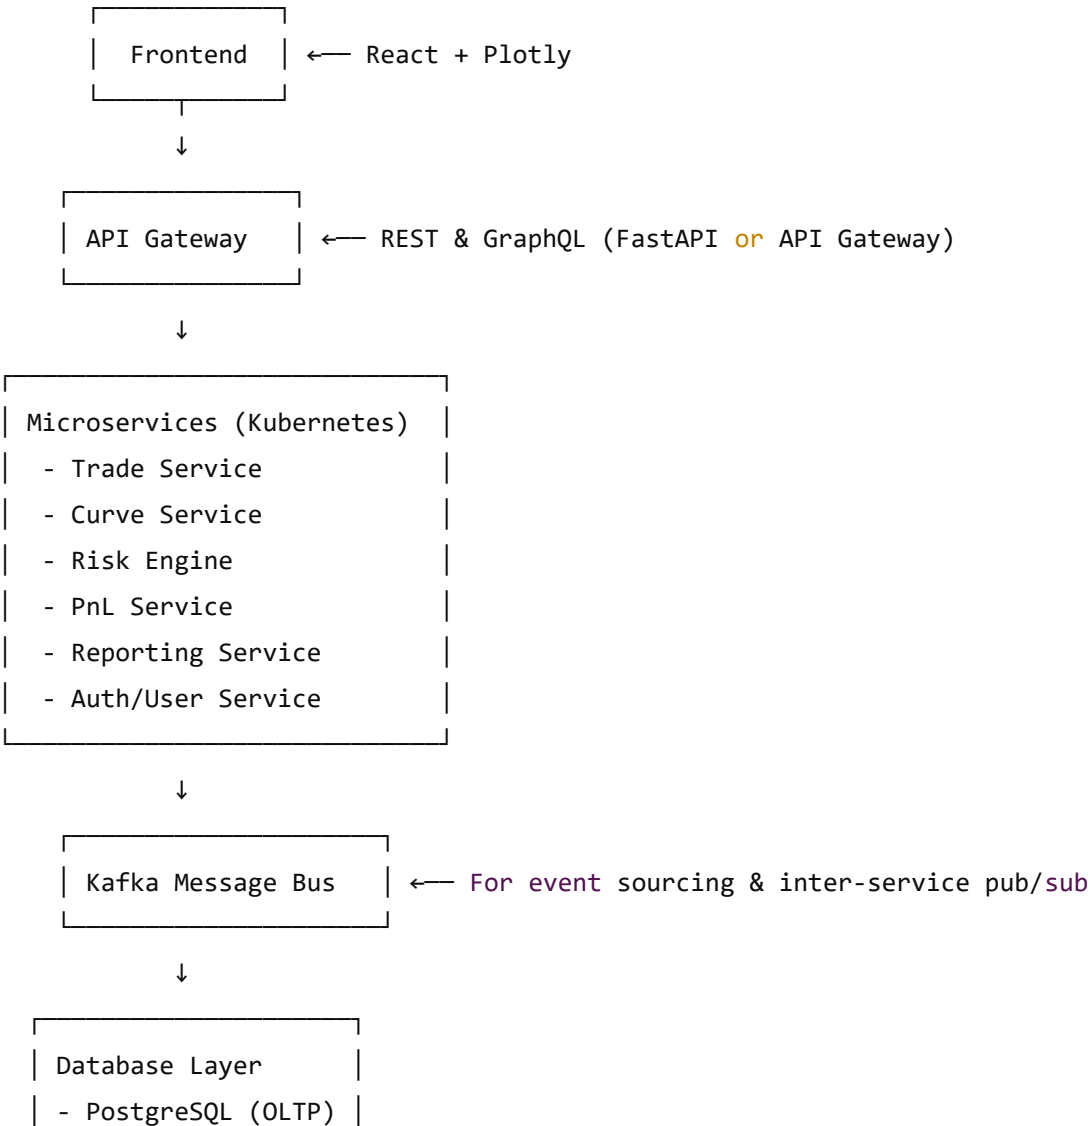 Frontend ←── React + Plotly
↓
API Gateway ←── REST & GraphQL (FastAPI or API Gateway)
↓
Microservices (Kubernetes)
- Trade Service
- Curve Service
- Risk Engine
- PnL Service
- Reporting Service
- Auth/User Service
↓
Kafka Message Bus ←── For event sourcing & inter-service pub/sub
↓
Database Layer
- PostgreSQL (OLTP)